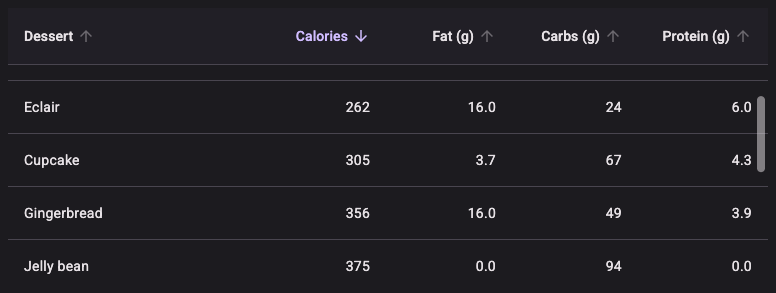 Dessert Calories Fat (g) Carbs (g) Protein (g)
Eclair 262 16.0 24 6.0
Cupcake 305 3.7 67 4.3
Gingerbread 356 16.0 49 3.9
Jelly bean 375 0.0 94 0.0